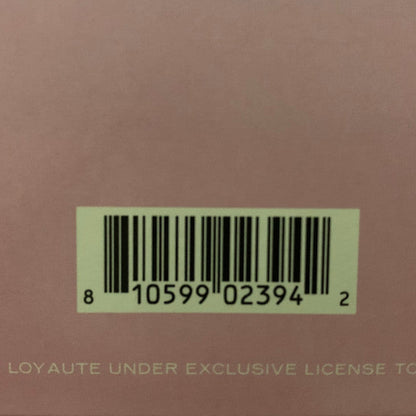 8 10599 02394 2
LOYAUTE UNDER EXCLUSIVE LICENSE TO